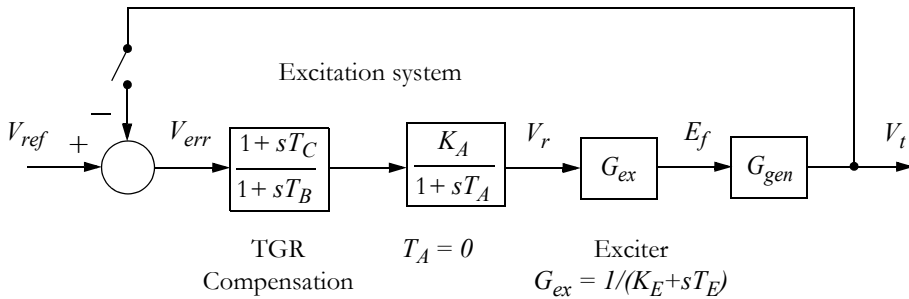 Excitation system
V_ref + − V_err 1 + sT_C / 1 + sT_B K_A / 1 + sT_A V_r G_ex E_f G_gen V_t
TGR
Compensation
T_A = 0
Exciter
G_ex = 1/(K_E+sT_E)